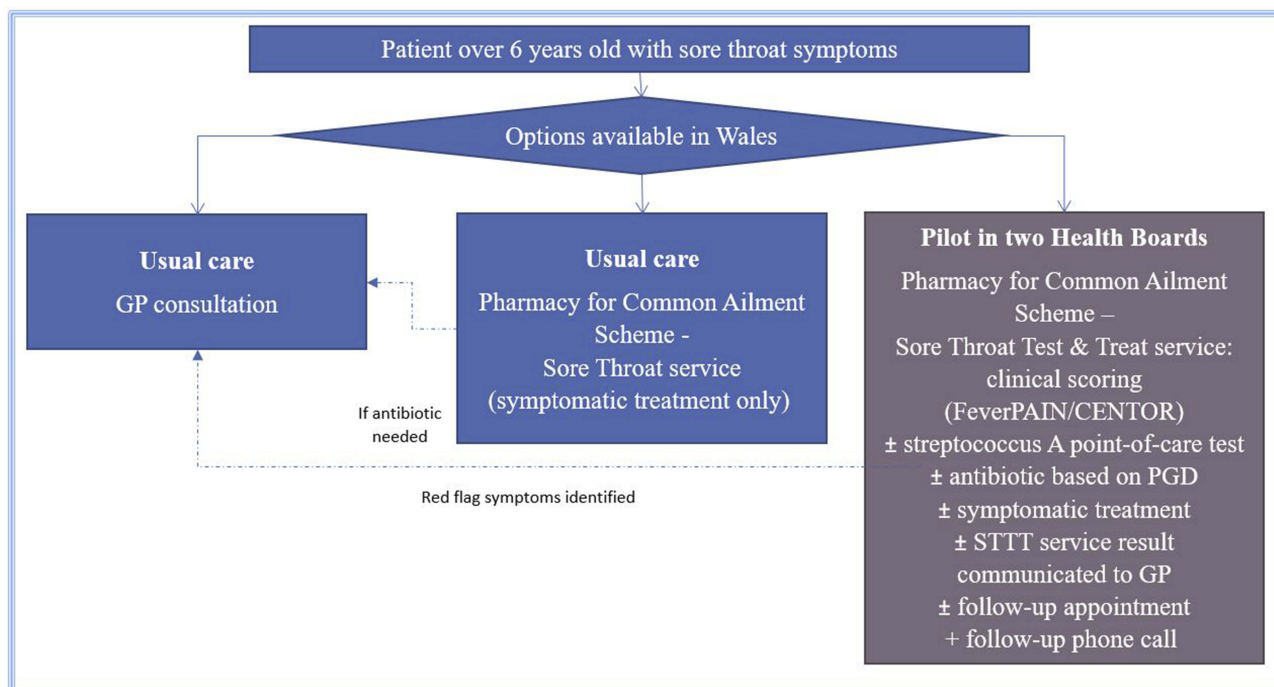 Patient over 6 years old with sore throat symptoms
Options available in Wales
Usual care
GP consultation
Usual care
Pharmacy for Common Ailment
Scheme -
Sore Throat service
(symptomatic treatment only)
Pilot in two Health Boards
Pharmacy for Common Ailment
Scheme –
Sore Throat Test & Treat service:
clinical scoring
(FeverPAIN/CENTOR)
± streptococcus A point-of-care test
± antibiotic based on PGD
± symptomatic treatment
± STTT service result
communicated to GP
± follow-up appointment
+ follow-up phone call
If antibiotic
needed
Red flag symptoms identified